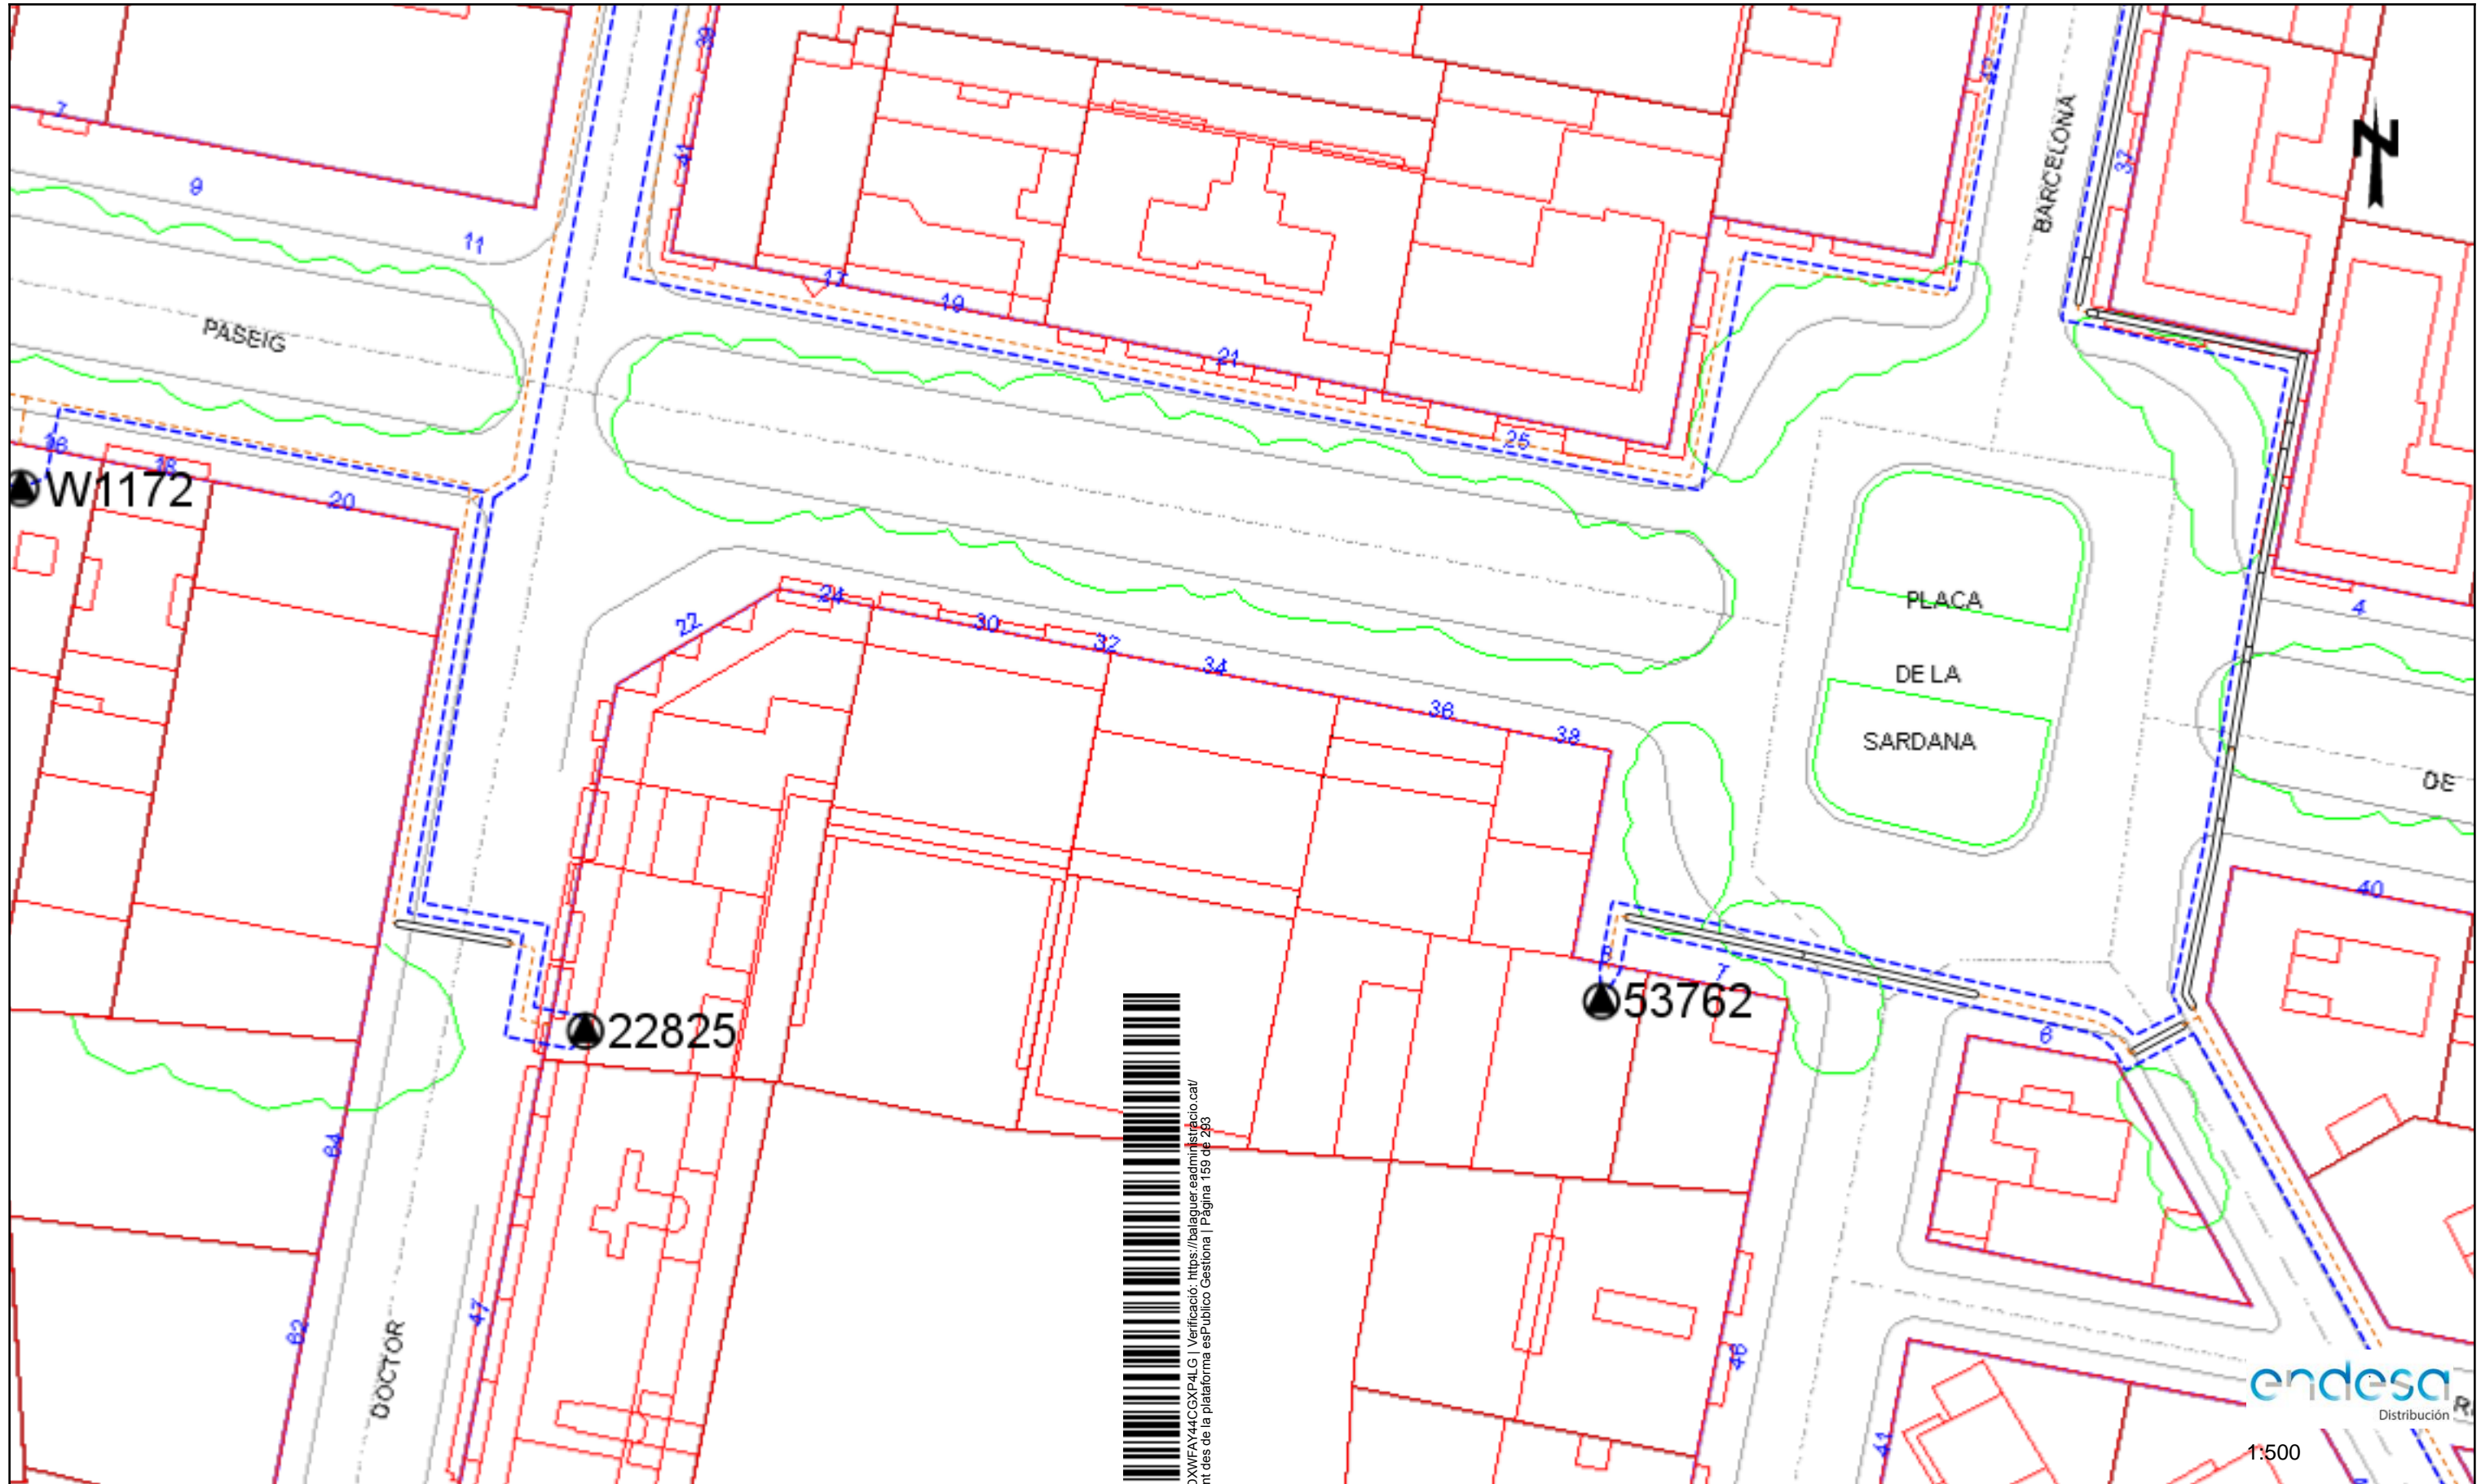 39
42
7
BARCELONA
41
37
9
11
N
17
19
PASEIG
21
25
16
18
W1172
20
24
22
30
PLACA
4
32
34
DE LA
36
38
SARDANA
DE
40
7
53762
22825
6
64
47
62
DOCTOR
46
41
endesa
Distribución
1:500
DXWFAY44CGXP4LG | Verificació: https://balaguer.eadministracio.cat/
nt des de la plataforma esPublico Gestiona | Pàgina 159 de 293